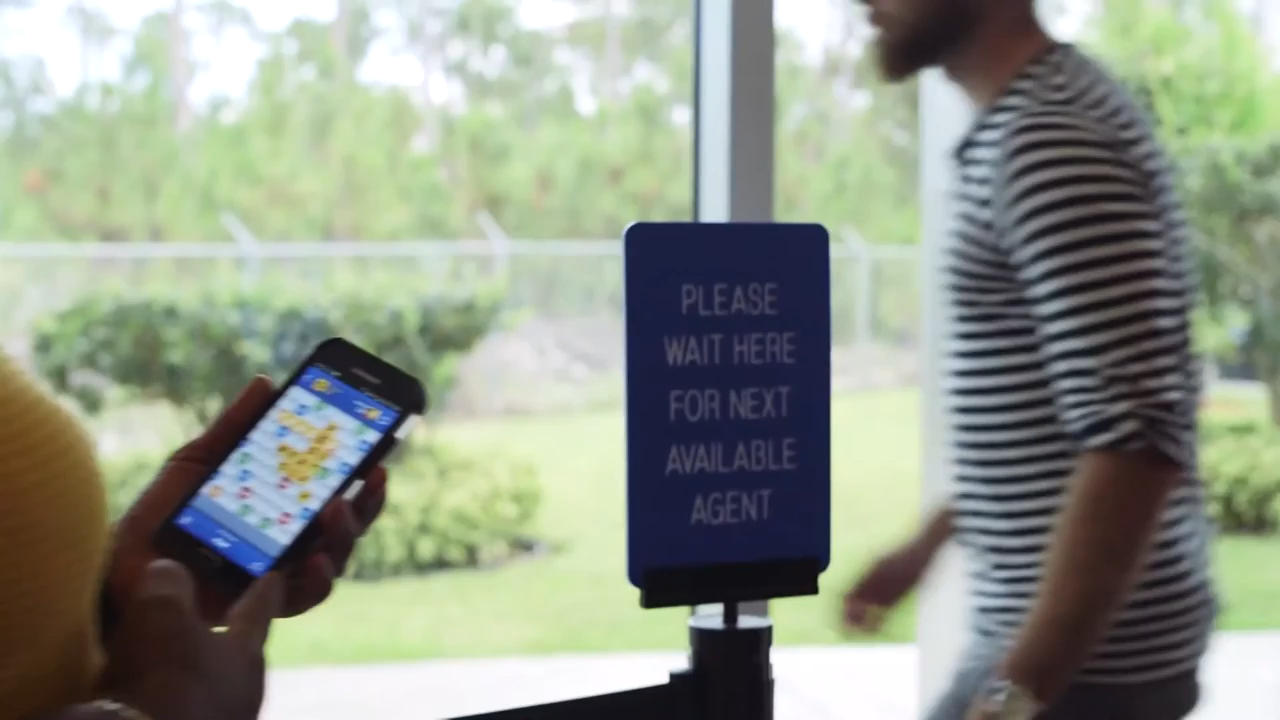 PLEASE
WAIT HERE
FOR NEXT
AVAILABLE
AGENT